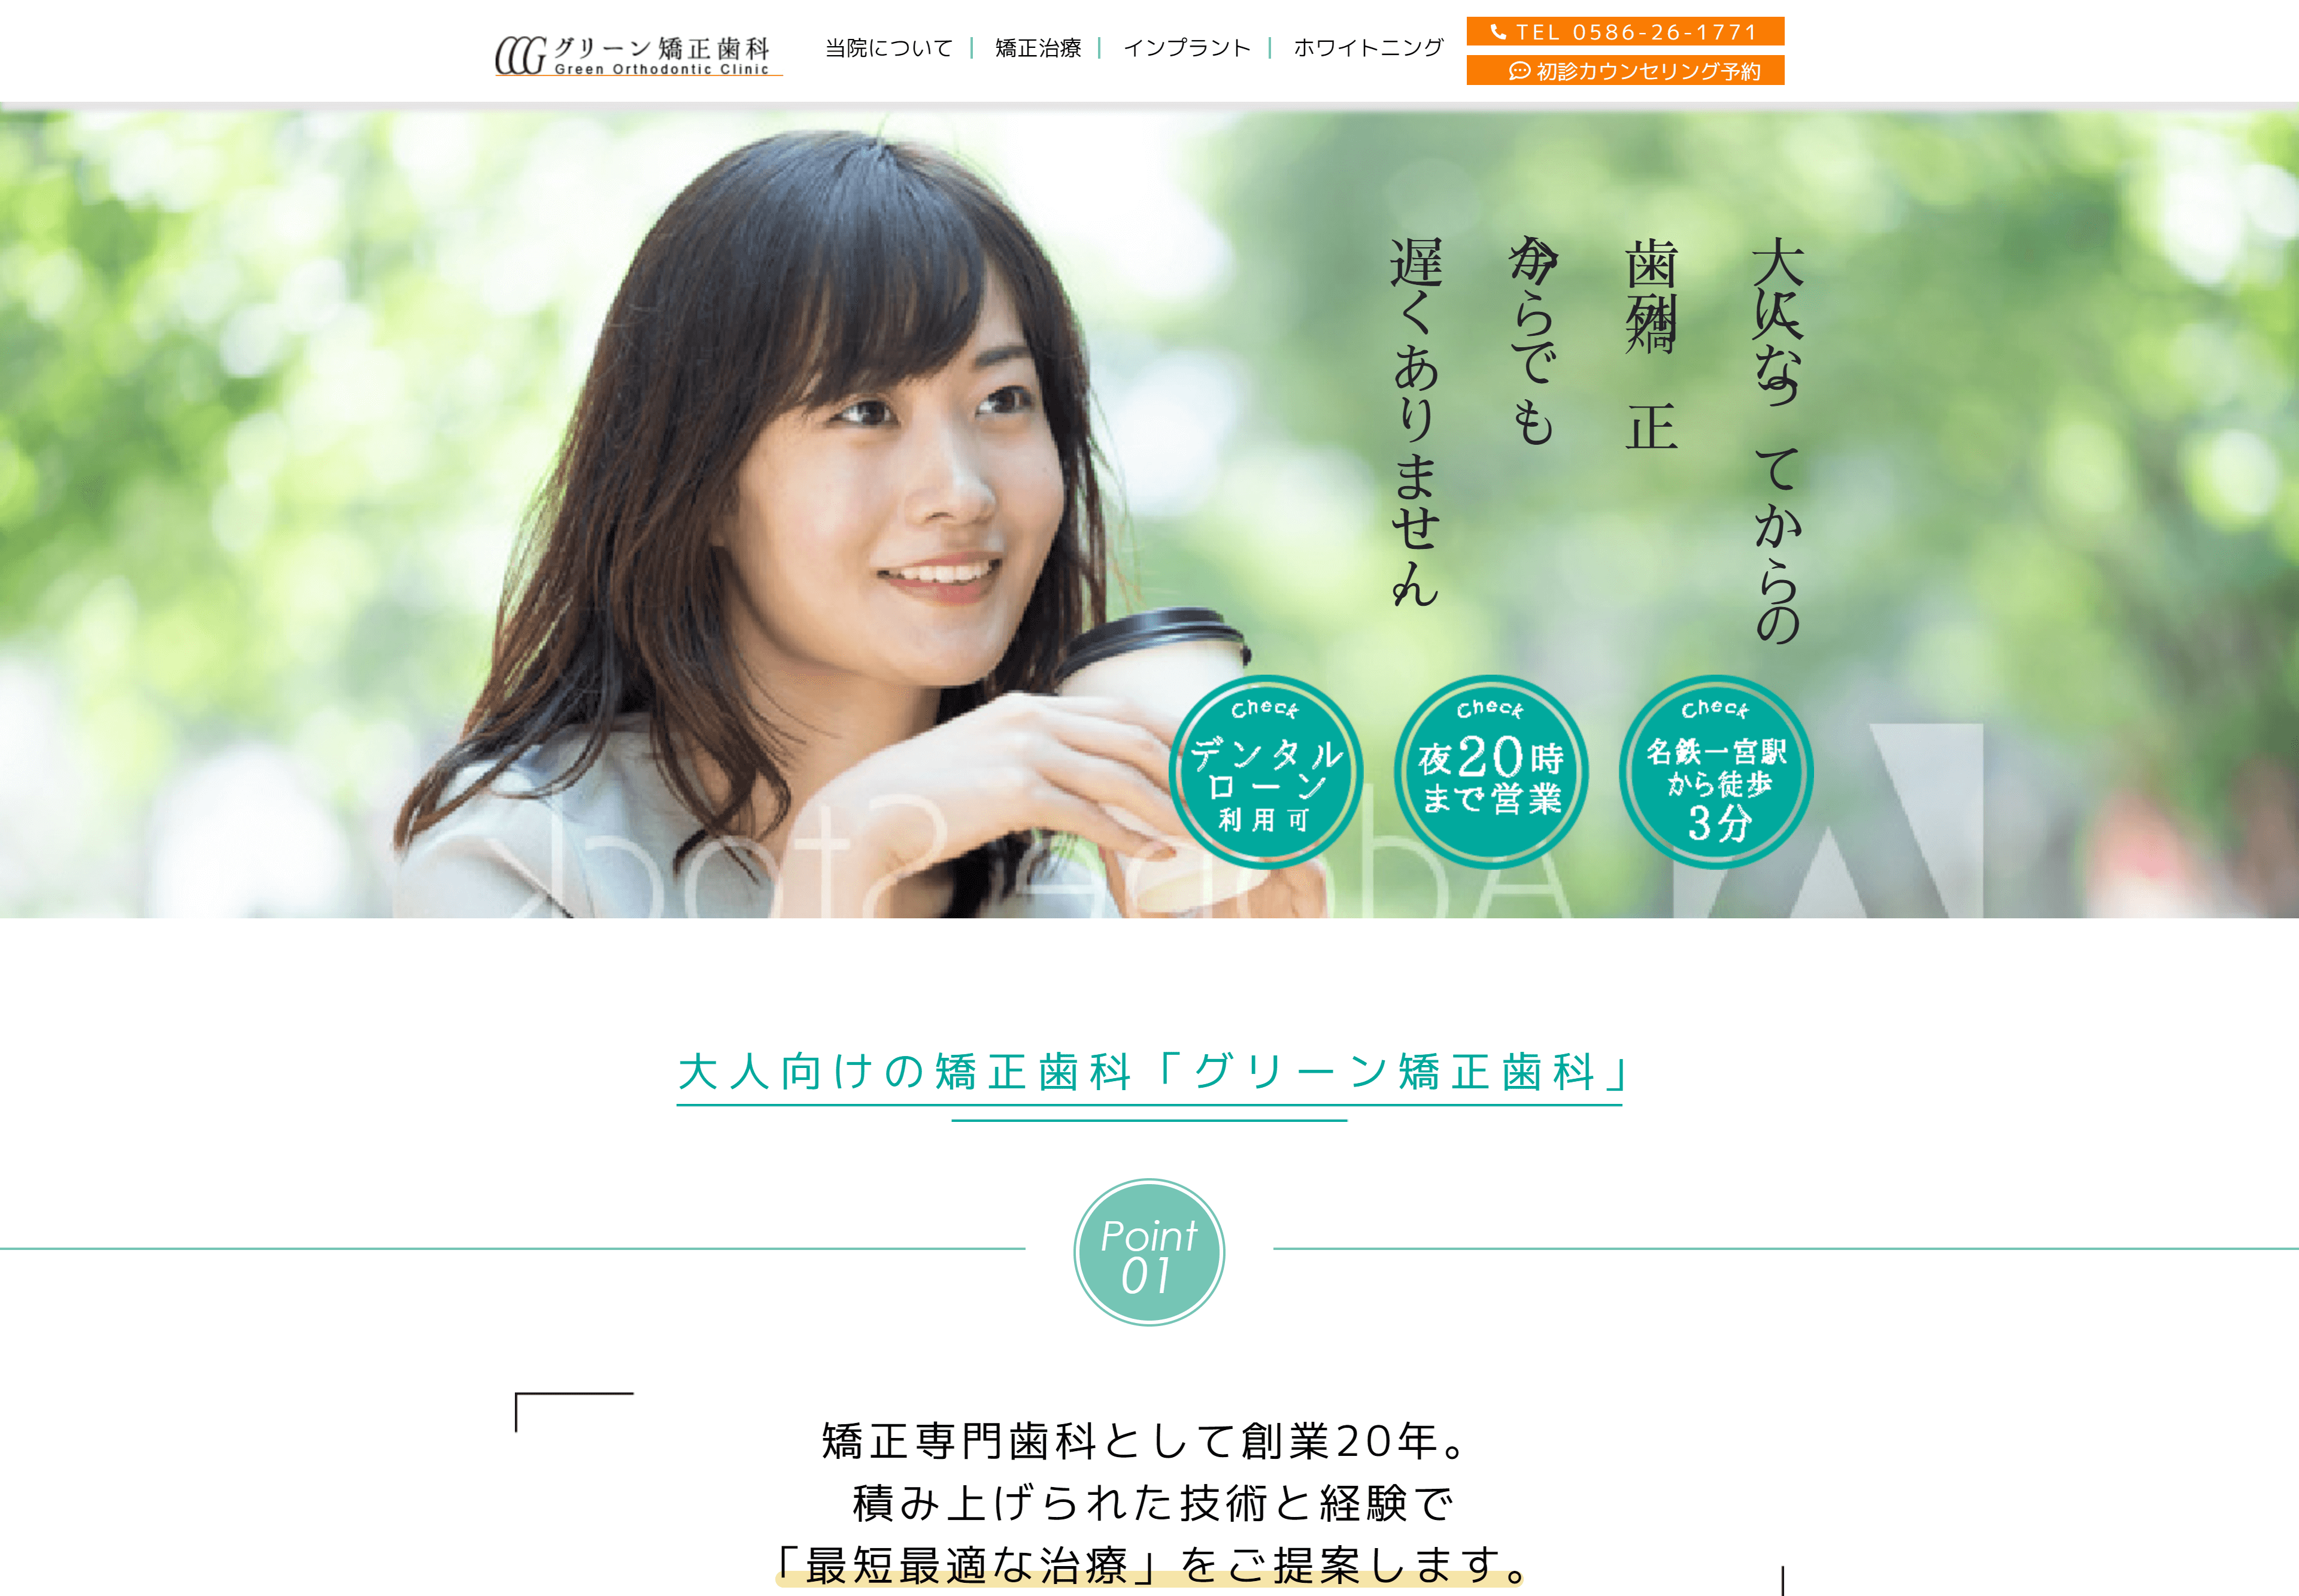 グリーン矯正歯科
Green Orthodontic Clinic
当院について
矯正治療
インプラント
ホワイトニング
TEL 0586-26-1771
初診カウンセリング予約
大人になってからの
歯列矯正
今からでも
遅くありません
Check
デンタル
ローン
利用可
Check
夜20時
まで営業
Check
名鉄一宮駅
から徒歩
3分
Adobe Stock
大人向けの矯正歯科「グリーン矯正歯科」
Point
01
矯正専門歯科として創業20年。
積み上げられた技術と経験で
「最短最適な治療」をご提案します。